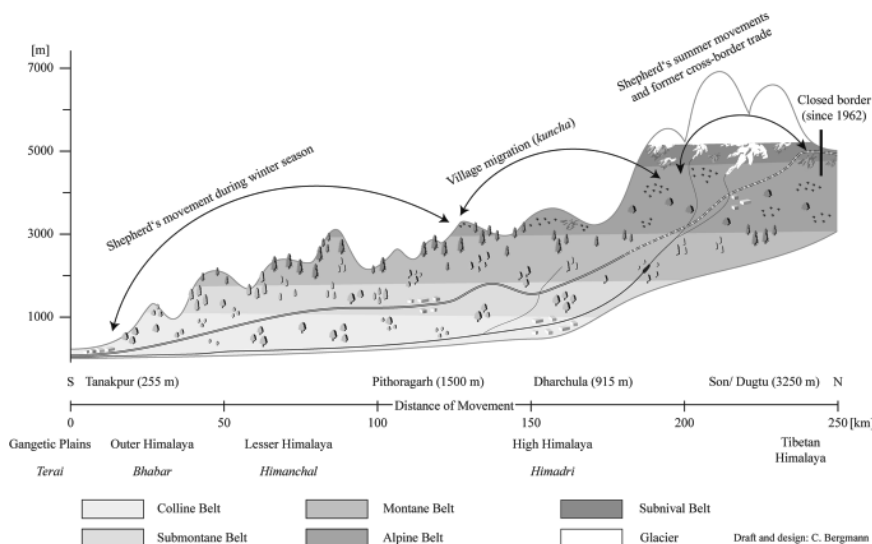 [m]
7000
5000
3000
1000
Shepherd's movement during winter season
Village migration (kuncha)
Shepherd's summer movements
and former cross-border trade
Closed border
(since 1962)
S Tanakpur (255 m) Pithoragarh (1500 m) Dharchula (915 m) Son/ Dugtu (3250 m) N
Distance of Movement
0 50 100 150 200 250 [km]
Gangetic Plains Outer Himalaya Lesser Himalaya High Himalaya Tibetan
Himalaya
Terai Bhabar Himanchal Himadri
Colline Belt Montane Belt Subnival Belt
Submontane Belt Alpine Belt Glacier Draft and design: C. Bergmann